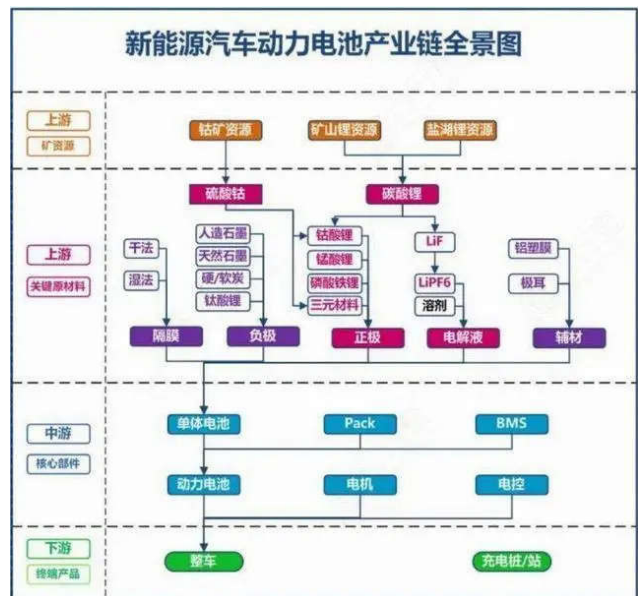 新能源汽车动力电池产业链全景图
上游
矿资源
钴矿资源
矿山锂资源
盐湖锂资源
上游
关键原材料
硫酸钴
碳酸锂
干法
湿法
人造石墨
天然石墨
硬/软炭
钛酸锂
钴酸锂
锰酸锂
磷酸铁锂
三元材料
LiF
LiPF6
溶剂
铝塑膜
极耳
隔膜
负极
正极
电解液
辅材
中游
核心部件
单体电池
Pack
BMS
动力电池
电机
电控
下游
终端产品
整车
充电桩/站